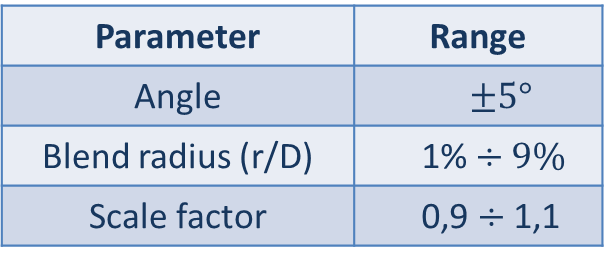 Parameter Range
Angle ±5°
Blend radius (r/D) 1% ÷ 9%
Scale factor 0,9 ÷ 1,1